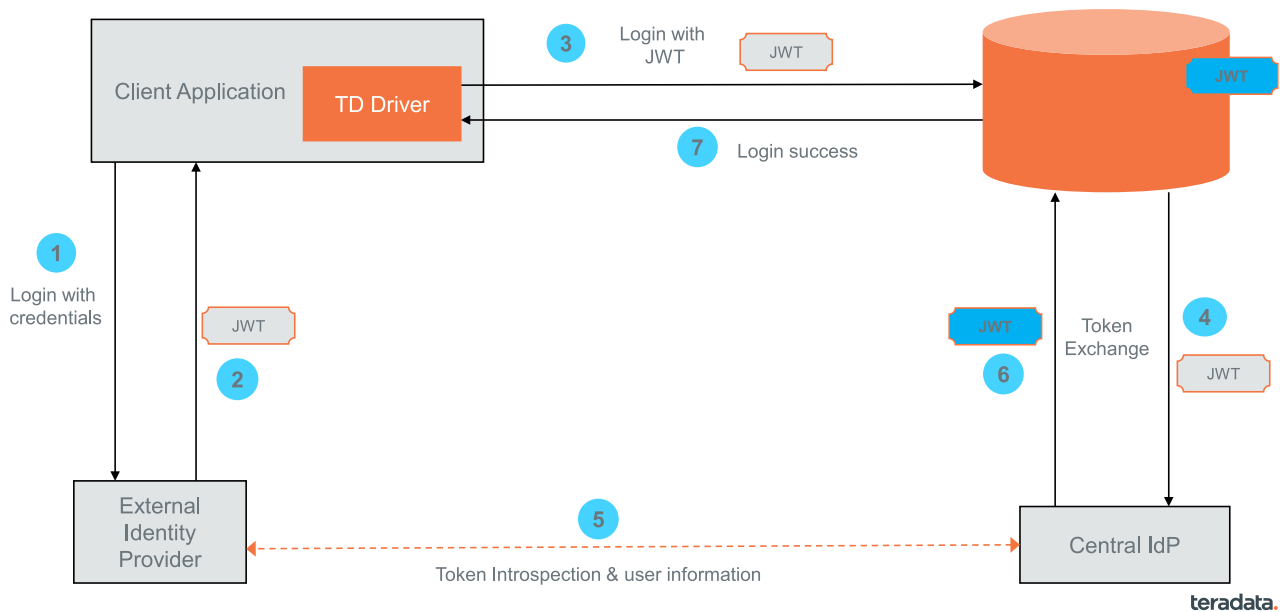 Client Application
TD Driver
3
Login with
JWT
JWT
JWT
7
Login success
1
Login with
credentials
JWT
2
JWT
6
Token
Exchange
4
JWT
External
Identity
Provider
5
Token Introspection & user information
Central IdP
teradata.